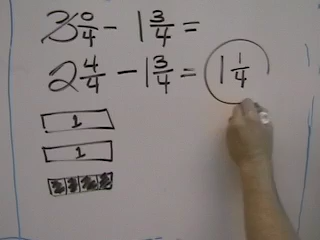 3 0/4 - 1 3/4 =
2 4/4 - 1 3/4 = 1 1/4
1
1